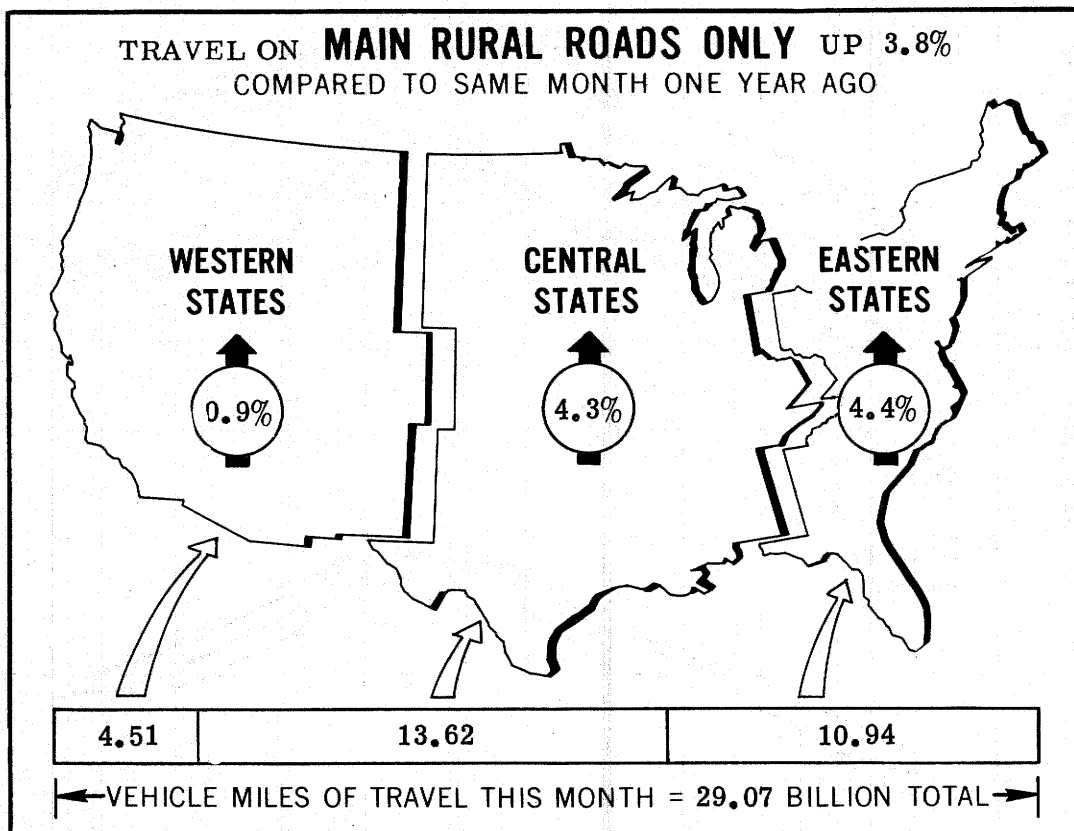 TRAVEL ON MAIN RURAL ROADS ONLY UP 3.8%
COMPARED TO SAME MONTH ONE YEAR AGO
WESTERN
STATES
0.9%
CENTRAL
STATES
4.3%
EASTERN
STATES
4.4%
4.51 13.62 10.94
VEHICLE MILES OF TRAVEL THIS MONTH = 29.07 BILLION TOTAL